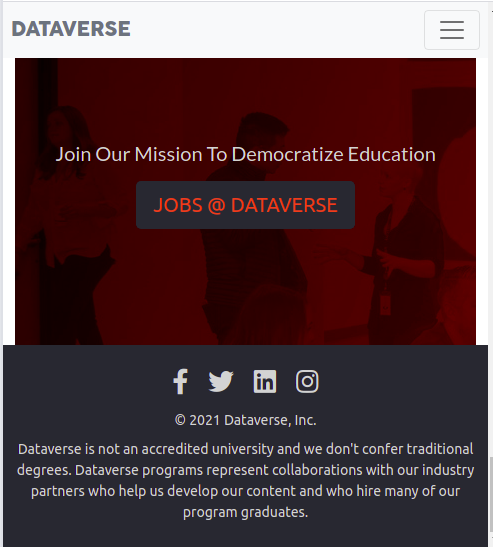 DATAVERSE
Join Our Mission To Democratize Education
JOBS @ DATAVERSE
© 2021 Dataverse, Inc.
Dataverse is not an accredited university and we don't confer traditional
degrees. Dataverse programs represent collaborations with our industry
partners who help us develop our content and who hire many of our
program graduates.